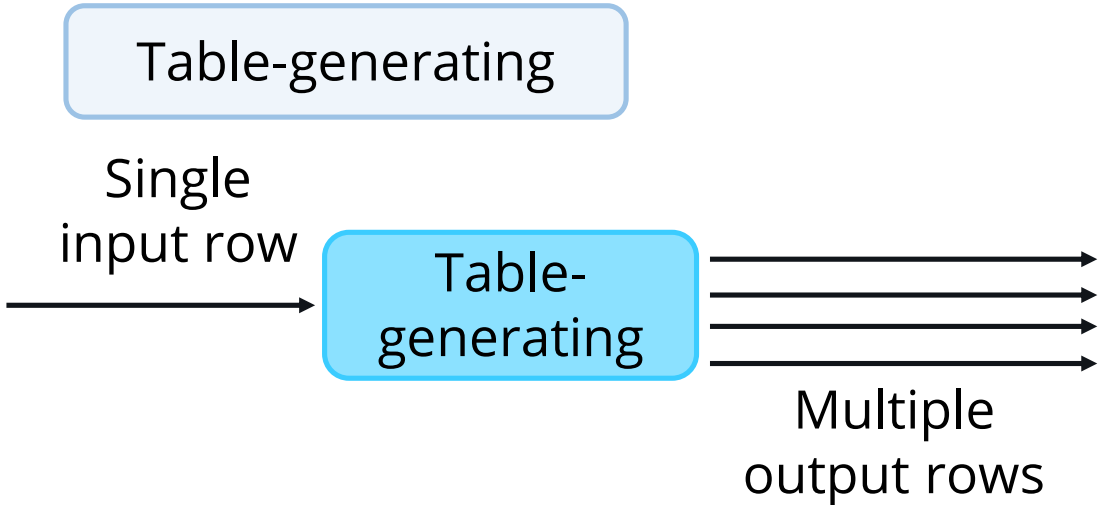 Table-generating
Single
input row
Table-
generating
Multiple
output rows